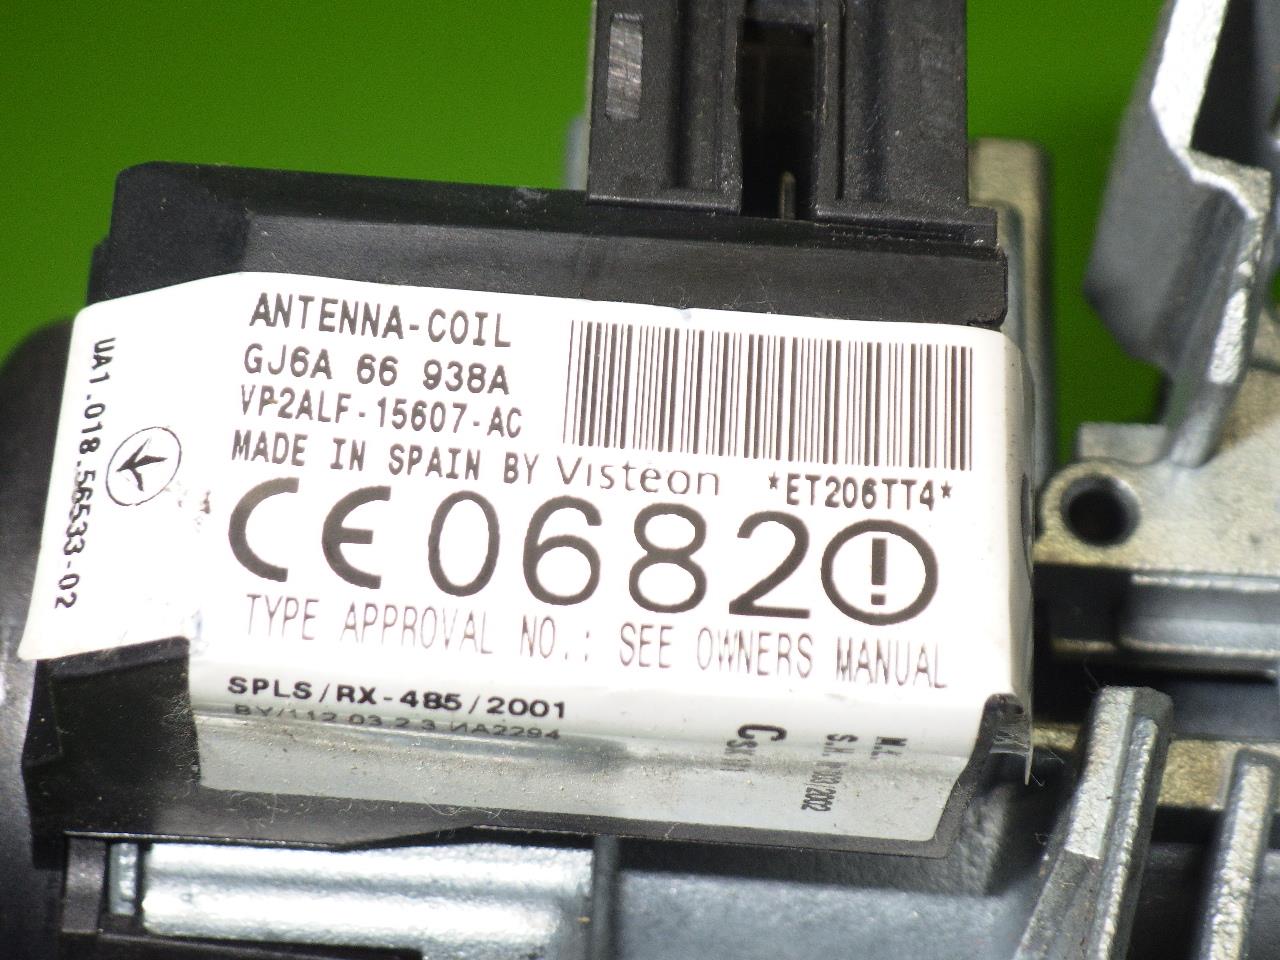 ANTENNA-COIL
GJ6A 66 938A
VP2ALF-15607-AC
MADE IN SPAIN BY Visteon
*ET206TT4*
CE0682
TYPE APPROVAL NO.: SEE OWNERS MANUAL
SPLS/RX-485/2001
UA1.018.56533-02